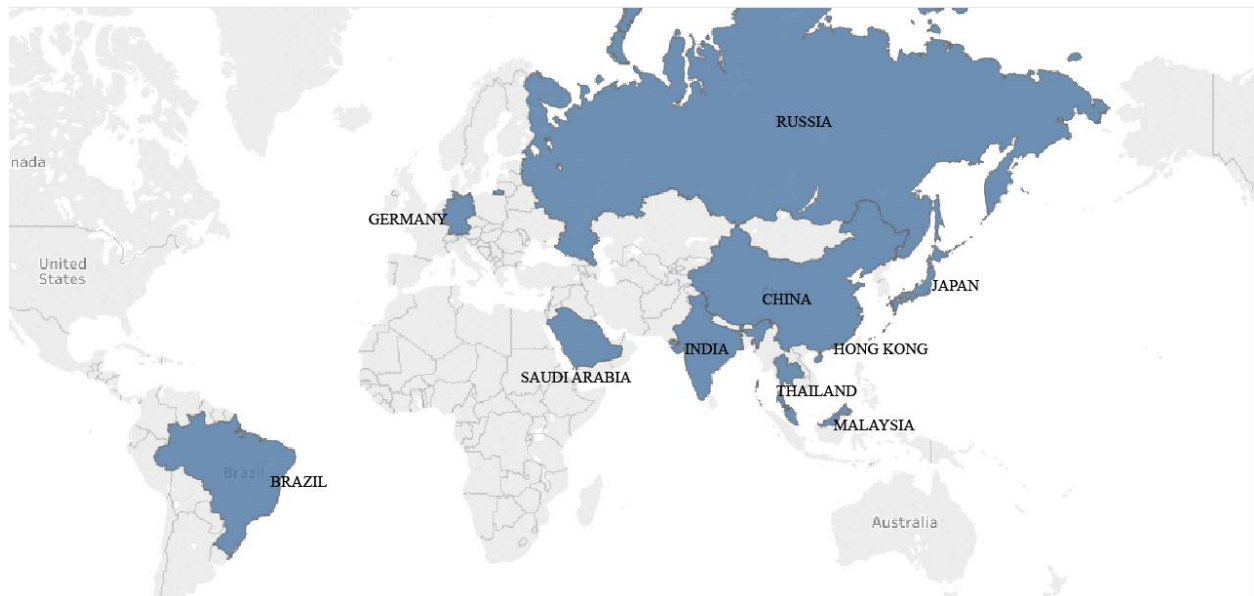 RUSSIA
nada
GERMANY
United
States
CHINA
JAPAN
INDIA
HONG KONG
SAUDI ARABIA
THAILAND
MALAYSIA
Brazil
BRAZIL
Australia